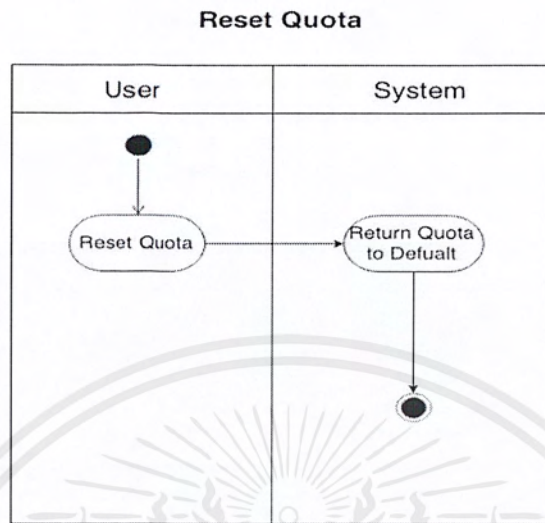 Reset Quota
User
System
Reset Quota
Return Quota
to Defualt